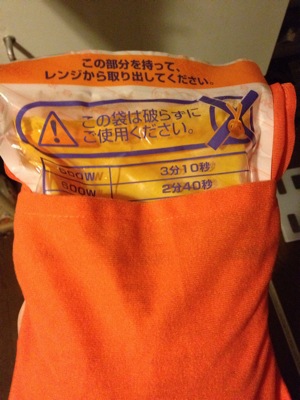 この部分を持って、
レンジから取り出してください。
この袋は破らずに
ご使用ください。
3分10秒
600W 2分40秒